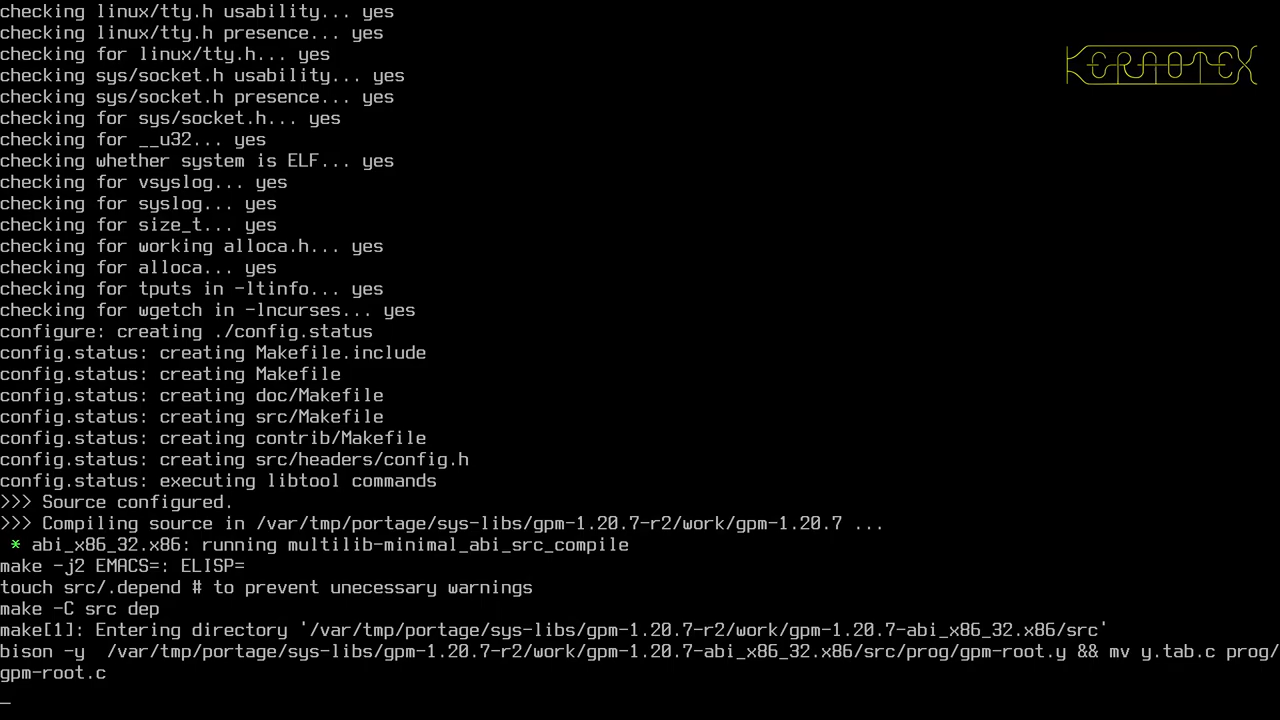 checking linux/tty.h usability... yes
checking linux/tty.h presence... yes
checking for linux/tty.h... yes
checking sys/socket.h usability... yes
checking sys/socket.h presence... yes
checking for sys/socket.h... yes
checking for __u32... yes
checking whether system is ELF... yes
checking for vsyslog... yes
checking for syslog... yes
checking for size_t... yes
checking for working alloca.h... yes
checking for alloca... yes
checking for tputs in -ltinfo... yes
checking for wgetch in -lncurses... yes
configure: creating ./config.status
config.status: creating Makefile.include
config.status: creating Makefile
config.status: creating doc/Makefile
config.status: creating src/Makefile
config.status: creating contrib/Makefile
config.status: creating src/headers/config.h
config.status: executing libtool commands
>>> Source configured.
>>> Compiling source in /var/tmp/portage/sys-libs/gpm-1.20.7-r2/work/gpm-1.20.7 ...
* abi_x86_32.x86: running multilib-minimal_abi_src_compile
make -j2 EMACS=: ELISP=
touch src/.depend # to prevent unecessary warnings
make -C src dep
make[1]: Entering directory '/var/tmp/portage/sys-libs/gpm-1.20.7-r2/work/gpm-1.20.7-abi_x86_32.x86/src'
bison -y  /var/tmp/portage/sys-libs/gpm-1.20.7-r2/work/gpm-1.20.7-abi_x86_32.x86/src/prog/gpm-root.y && mv y.tab.c prog/
gpm-root.c
_
KERNOTEX